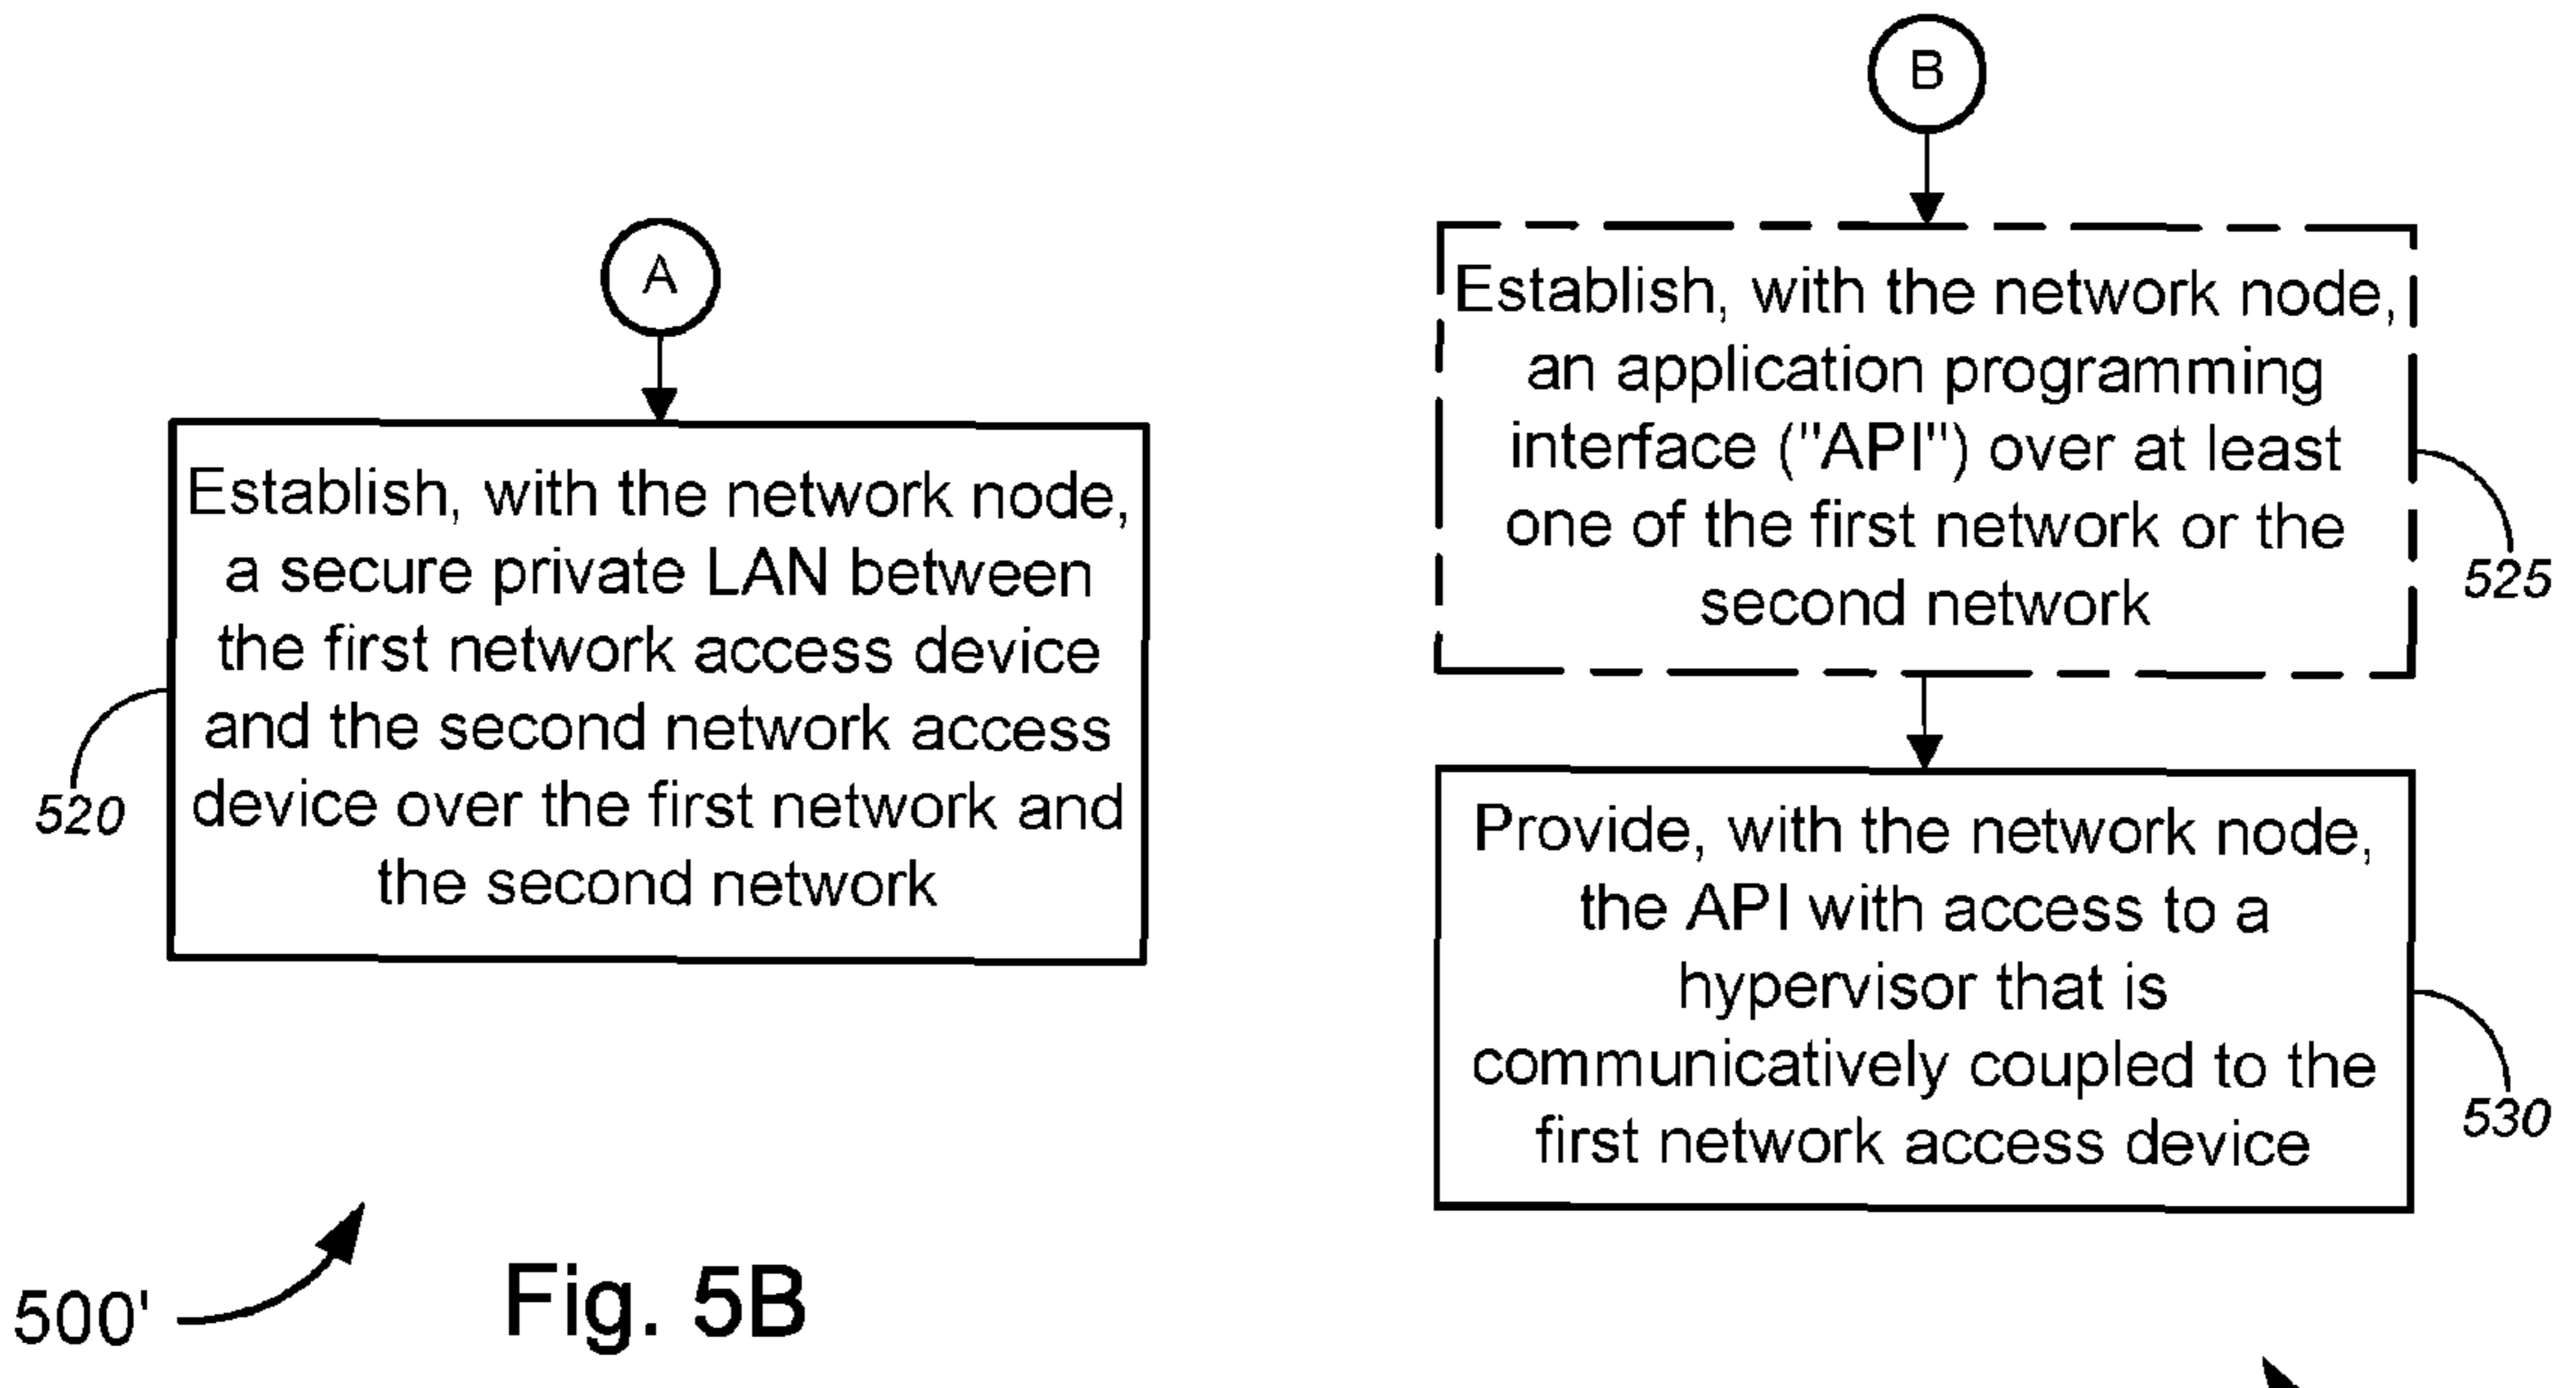 A
Establish, with the network node,
a secure private LAN between
the first network access device
and the second network access
device over the first network and
the second network
520
500'
Fig. 5B
B
Establish, with the network node,
an application programming
interface ("API") over at least
one of the first network or the
second network
525
Provide, with the network node,
the API with access to a
hypervisor that is
communicatively coupled to the
first network access device
530